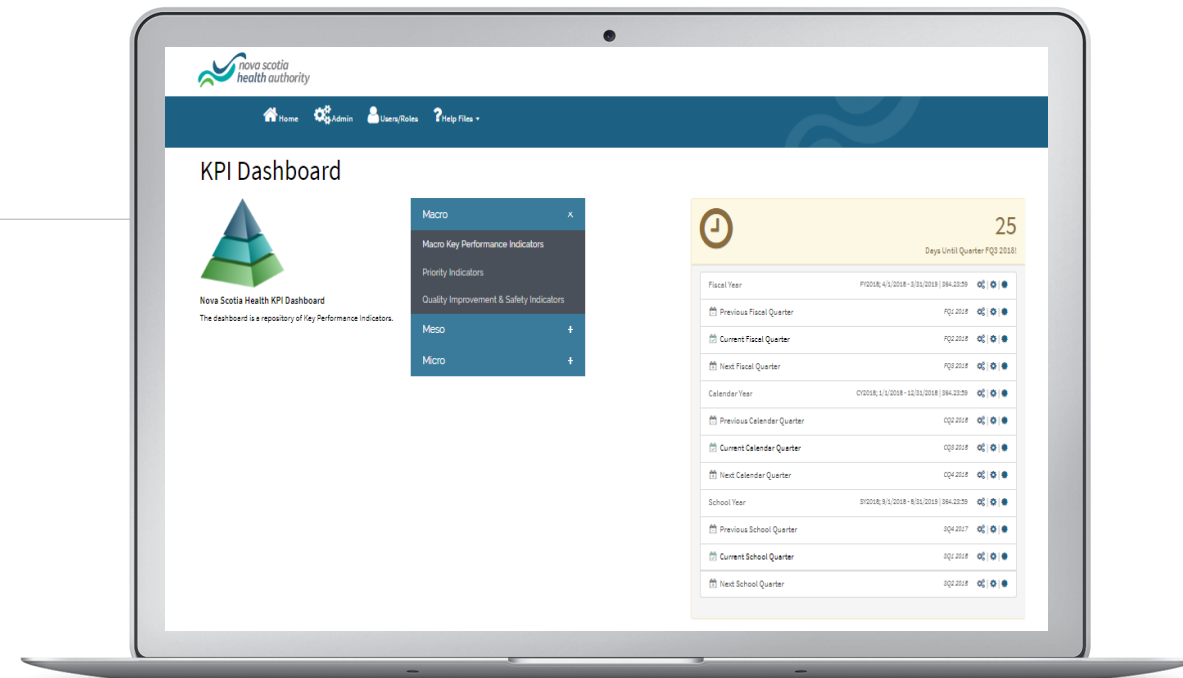 nova scotia
health authority
Home Admin Users/Roles ? Help Files
KPI Dashboard
Nova Scotia Health KPI Dashboard
The dashboard is a repository of Key Performance Indicators.
Macro x
Macro Key Performance Indicators
Priority Indicators
Quality Improvement & Safety Indicators
Meso +
Micro +
25
Days Until Quarter FQ3 2018!
Fiscal Year FY2018; 4/1/2018 - 3/31/2019 | 364.23:59
Previous Fiscal Quarter FQ1 2018
Current Fiscal Quarter FQ2 2018
Next Fiscal Quarter FQ3 2018
Calendar Year CY2018; 1/1/2018 - 12/31/2018 | 364.23:59
Previous Calendar Quarter CQ2 2018
Current Calendar Quarter CQ3 2018
Next Calendar Quarter CQ4 2018
School Year SY2018; 9/1/2018 - 8/31/2019 | 364.23:59
Previous School Quarter SQ4 2017
Current School Quarter SQ1 2018
Next School Quarter SQ2 2018